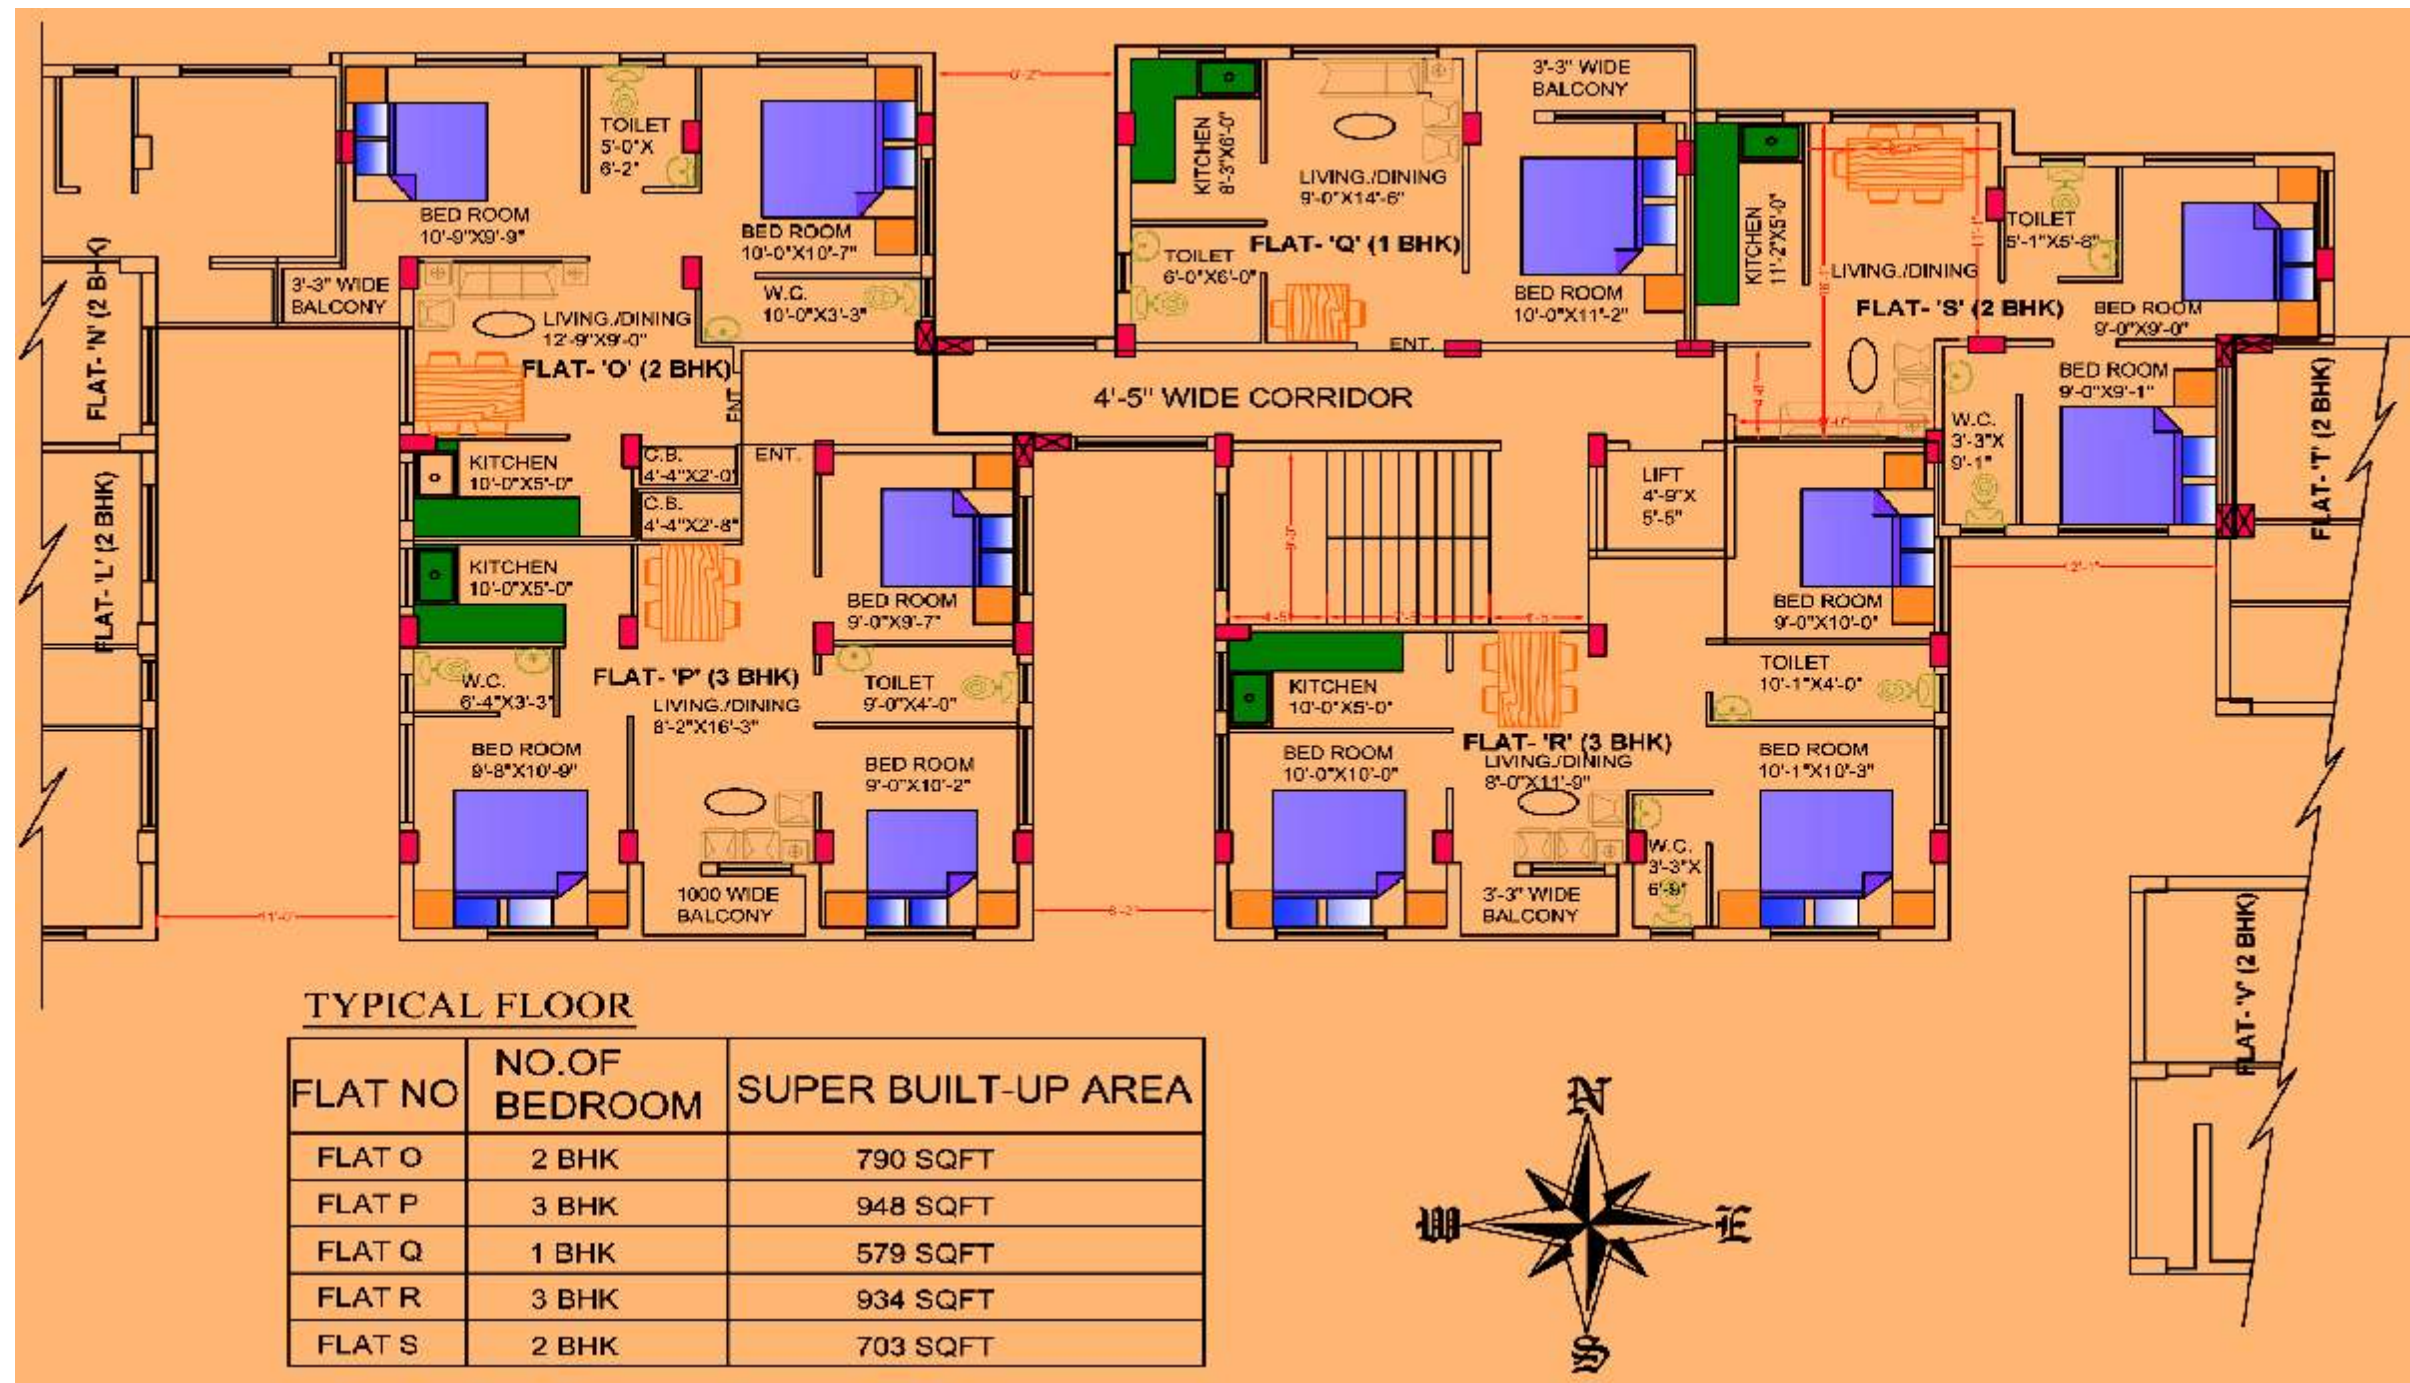 BED ROOM
10'-9"X9'-9"
TOILET
5'-0"X
6'-2"
BED ROOM
10'-0"X10'-7"
W.C.
10'-0"X3'-3"
3'-3" WIDE
BALCONY
LIVING./DINING
12'-9"X9'-0"
FLAT- 'O' (2 BHK)
ENT.
KITCHEN
10'-0"X5'-0"
C.B.
4'-4"X2'-0"
C.B.
4'-4"X2'-8"
FLAT- 'N' (2 BHK)
FLAT- 'L' (2 BHK)
ENT.
KITCHEN
10'-0"X5'-0"
BED ROOM
9'-0"X9'-7"
W.C.
6'-4"X3'-3"
FLAT- 'P' (3 BHK)
LIVING./DINING
8'-2"X16'-3"
TOILET
9'-0"X4'-0"
BED ROOM
9'-8"X10'-9"
BED ROOM
9'-0"X10'-2"
1000 WIDE
BALCONY
11'-0"
KITCHEN
8'-3"X6'-0"
LIVING./DINING
9'-0"X14'-6"
3'-3" WIDE
BALCONY
FLAT- 'Q' (1 BHK)
TOILET
6'-0"X6'-0"
BED ROOM
10'-0"X11'-2"
ENT.
4'-5" WIDE CORRIDOR
KITCHEN
11'-2"X5'-0"
LIVING./DINING
FLAT- 'S' (2 BHK)
TOILET
5'-1"X5'-8"
BED ROOM
9'-0"X9'-0"
BED ROOM
9'-0"X9'-1"
W.C.
3'-3"X
9'-1"
FLAT- 'T' (2 BHK)
12'-1"
LIFT
4'-9"X
5'-5"
BED ROOM
9'-0"X10'-0"
TOILET
10'-1"X4'-0"
KITCHEN
10'-0"X5'-0"
FLAT- 'R' (3 BHK)
LIVING./DINING
8'-0"X11'-9"
BED ROOM
10'-0"X10'-0"
BED ROOM
10'-1"X10'-3"
W.C.
3'-3"X
6'-9"
3'-3" WIDE
BALCONY
FLAT- 'V' (2 BHK)
TYPICAL FLOOR
FLAT NO NO.OF BEDROOM SUPER BUILT-UP AREA
FLAT O 2 BHK 790 SQFT
FLAT P 3 BHK 948 SQFT
FLAT Q 1 BHK 579 SQFT
FLAT R 3 BHK 934 SQFT
FLAT S 2 BHK 703 SQFT
N
W E
S